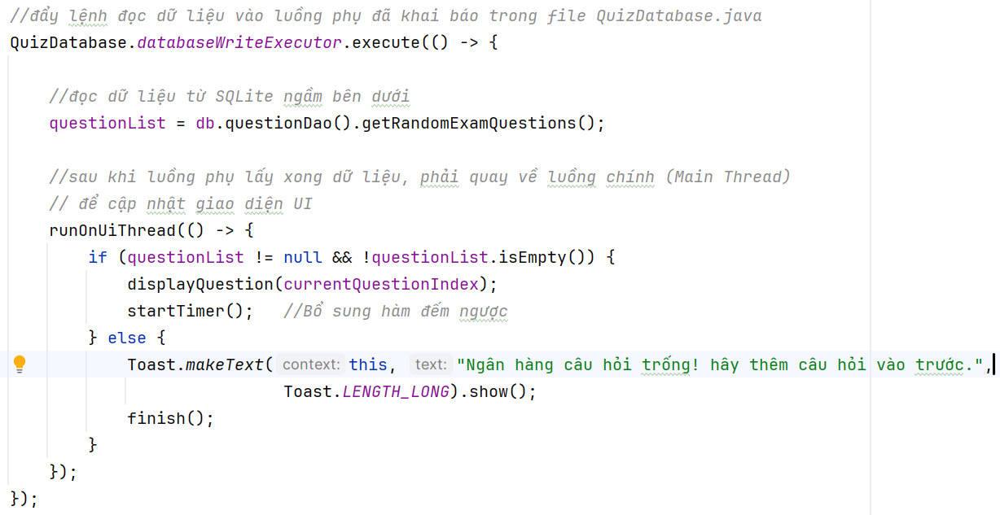 //đẩy lệnh đọc dữ liệu vào luồng phụ đã khai báo trong file QuizDatabase.java
QuizDatabase.databaseWriteExecutor.execute(() -> {
//đọc dữ liệu từ SQLite ngầm bên dưới
questionList = db.questionDao().getRandomExamQuestions();
//sau khi luồng phụ lấy xong dữ liệu, phải quay về luồng chính (Main Thread)
// để cập nhật giao diện UI
runOnUiThread(() -> {
if (questionList != null && !questionList.isEmpty()) {
displayQuestion(currentQuestionIndex);
startTimer();   //Bổ sung hàm đếm ngược
} else {
Toast.makeText( context: this,  text: "Ngân hàng câu hỏi trống! hãy thêm câu hỏi vào trước.",
Toast.LENGTH_LONG).show();
finish();
}
});
});